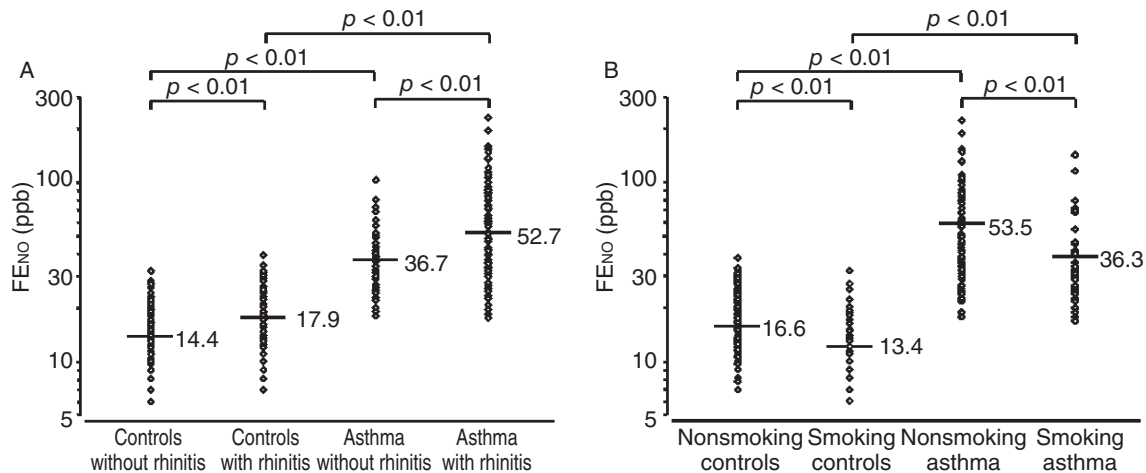 A
p < 0.01
p < 0.01
p < 0.01
p < 0.01
FENO (ppb)
300
100
30
10
5
14.4
17.9
36.7
52.7
Controls without rhinitis
Controls with rhinitis
Asthma without rhinitis
Asthma with rhinitis
B
p < 0.01
p < 0.01
p < 0.01
p < 0.01
FENO (ppb)
300
100
30
10
5
16.6
13.4
53.5
36.3
Nonsmoking controls
Smoking controls
Nonsmoking asthma
Smoking asthma